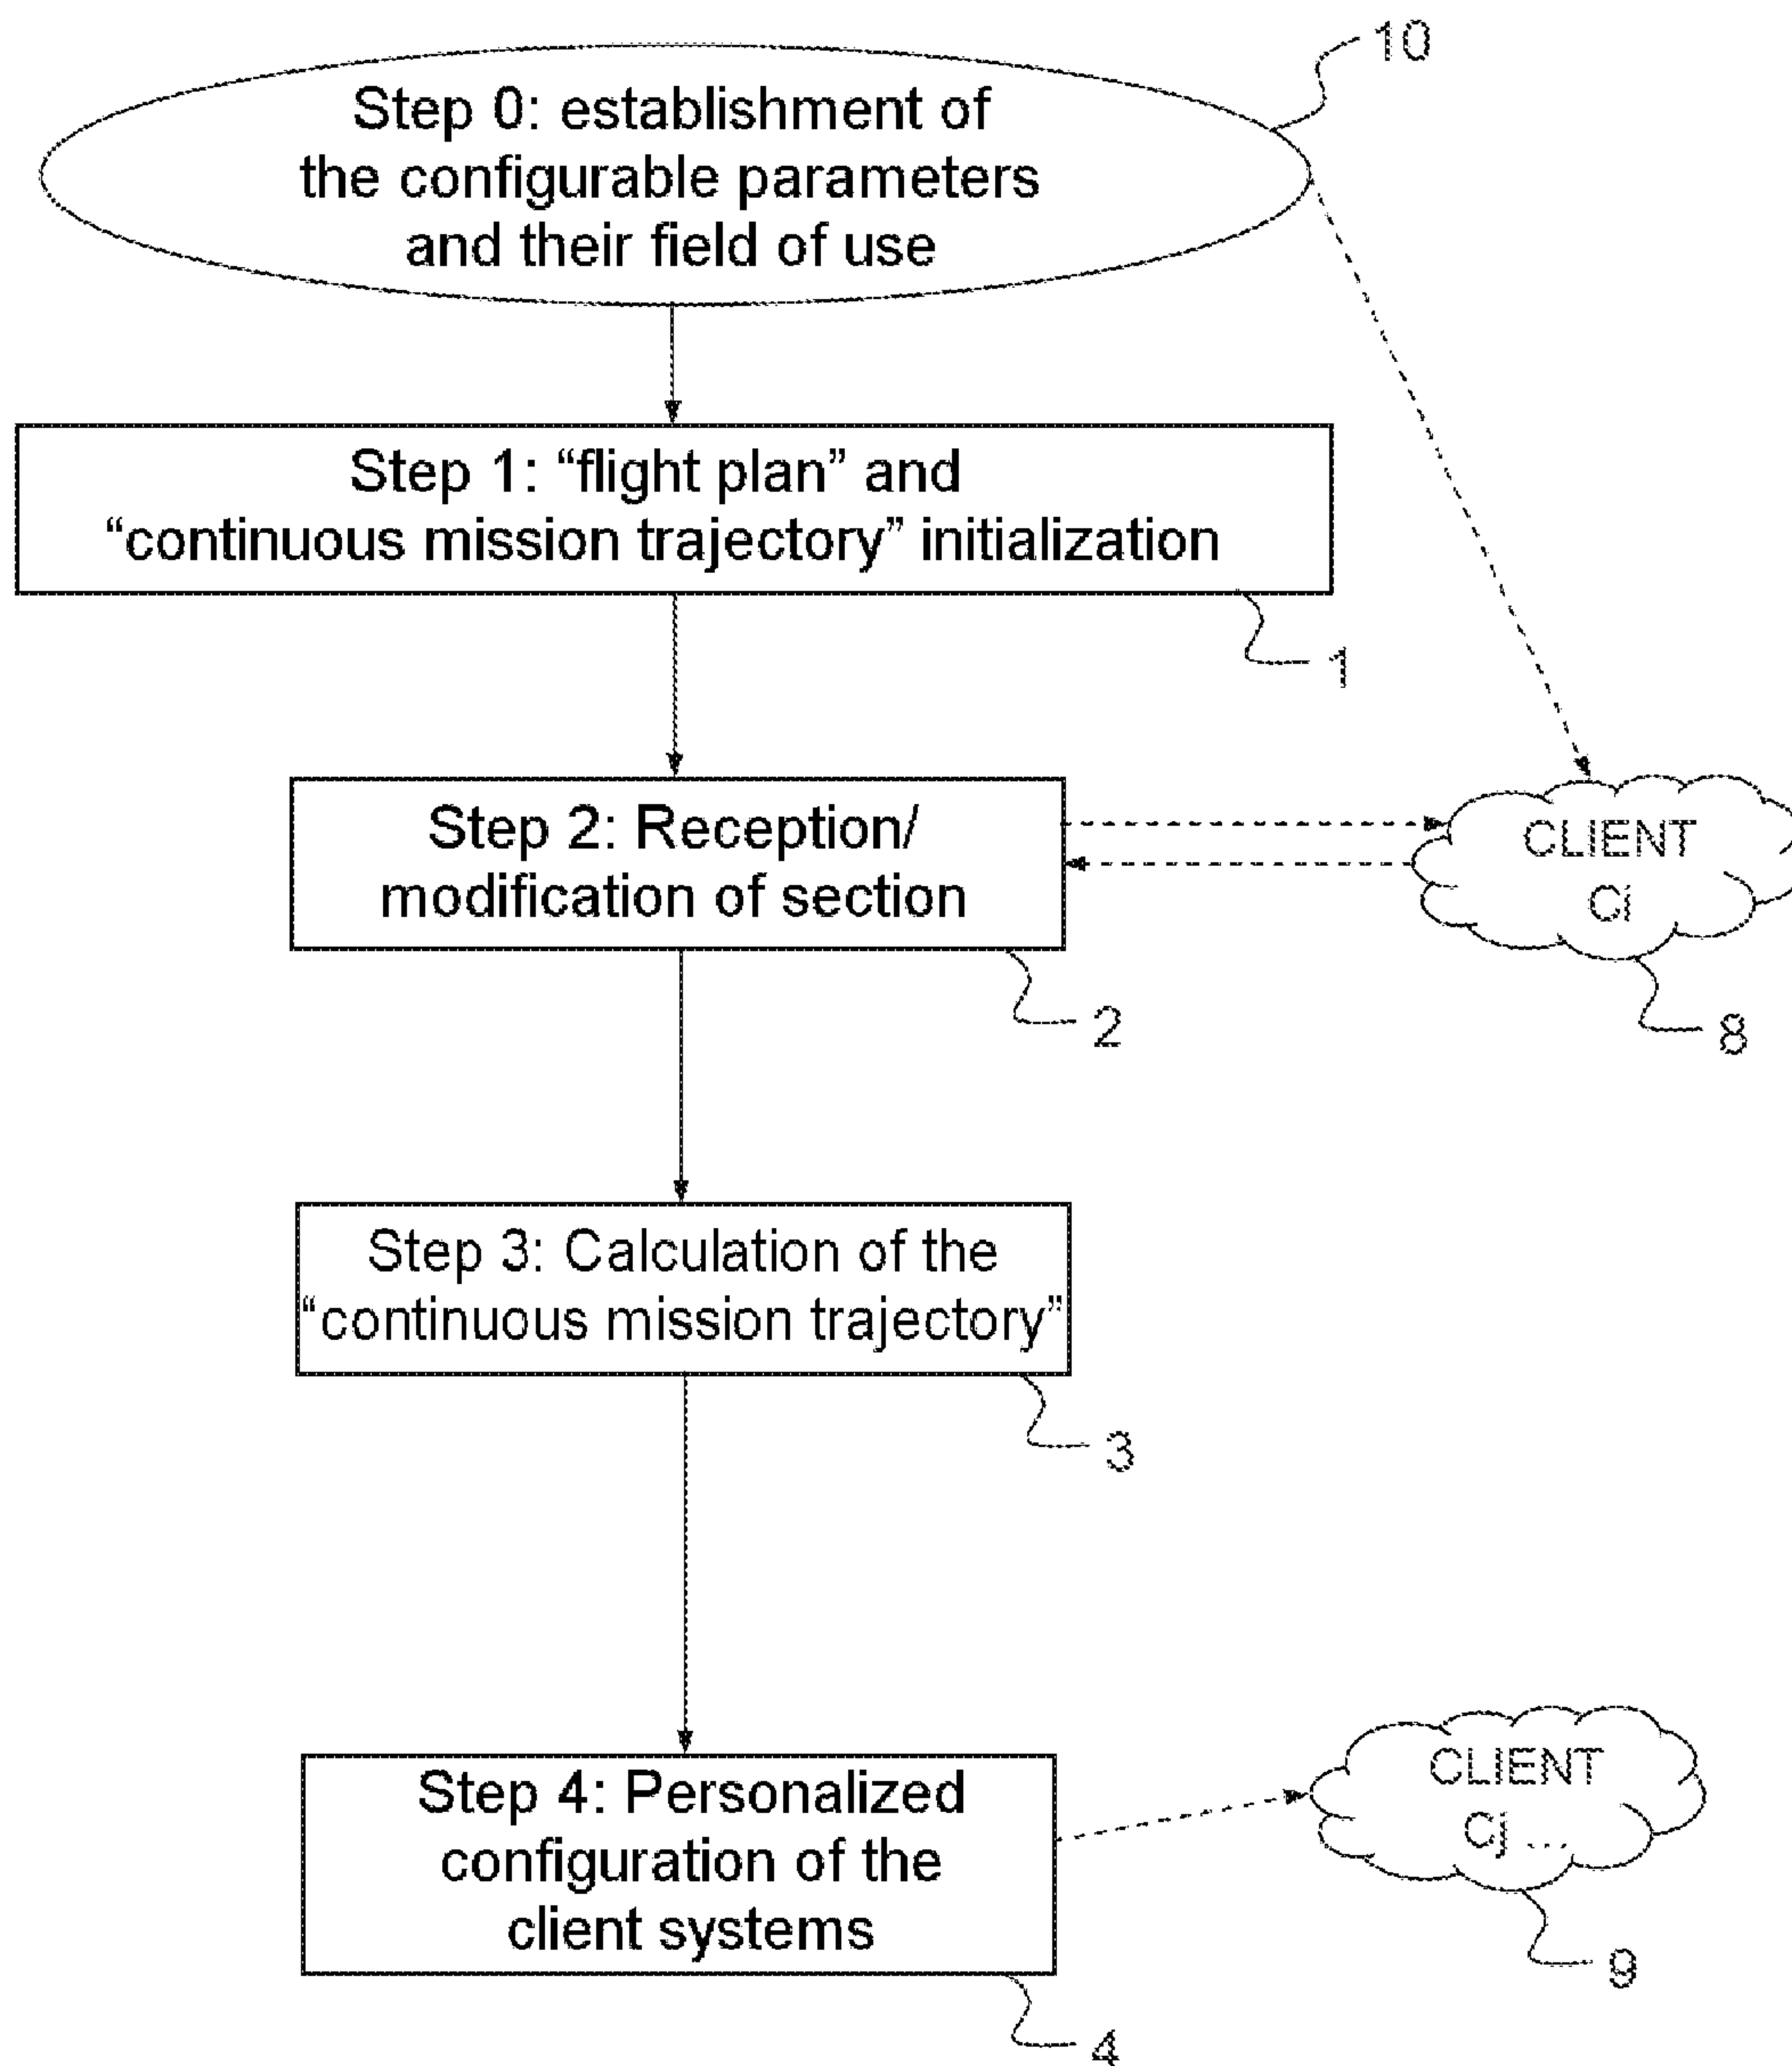 10
Step 0: establishment of
the configurable parameters
and their field of use
Step 1: “flight plan” and
“continuous mission trajectory” initialization
1
Step 2: Reception/
modification of section
2
CLIENT
Ci
8
Step 3: Calculation of the
“continuous mission trajectory”
3
Step 4: Personalized
configuration of the
client systems
4
CLIENT
Cj ...
9